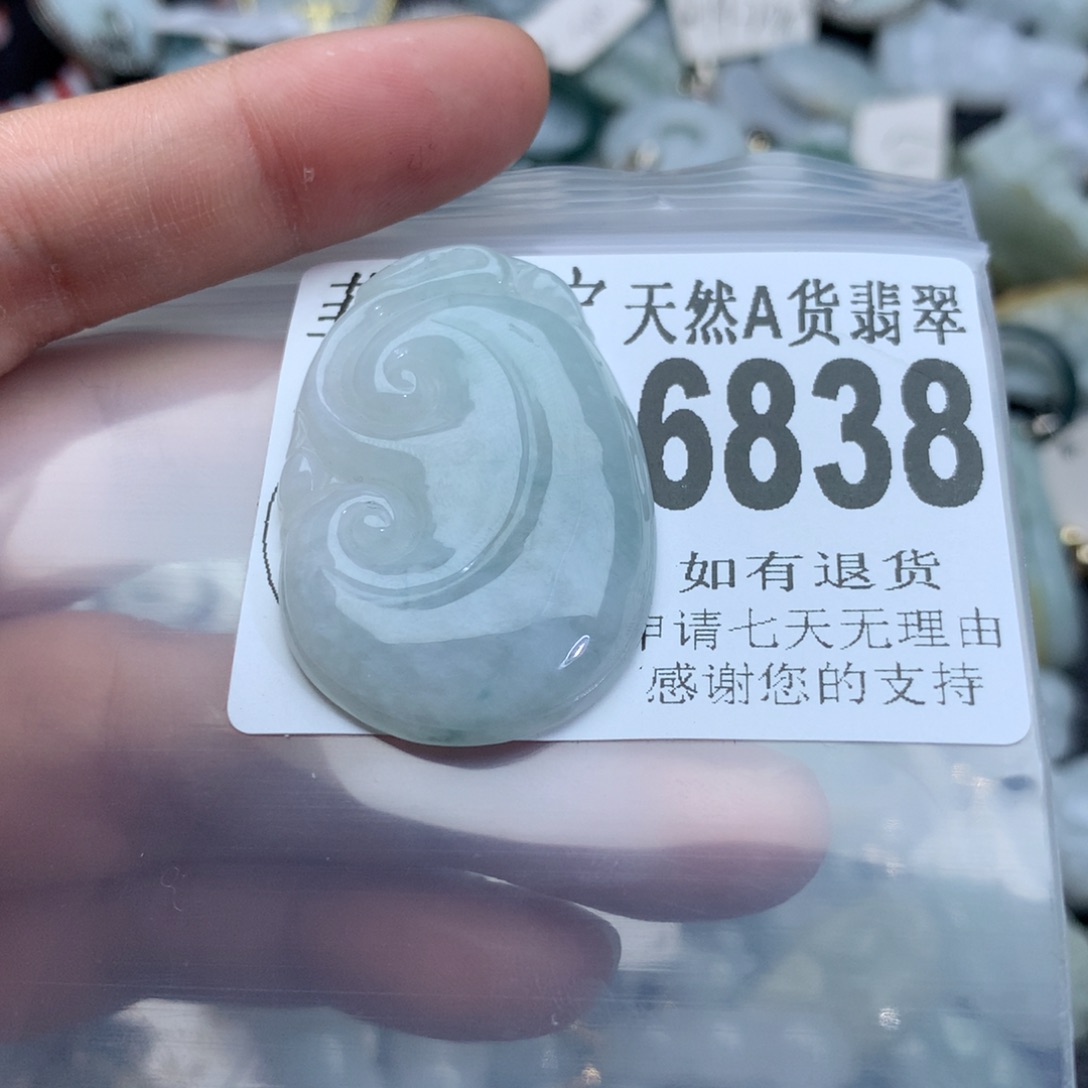 天然A货翡翠
6838
如有退货
申请七天无理由
感谢您的支持